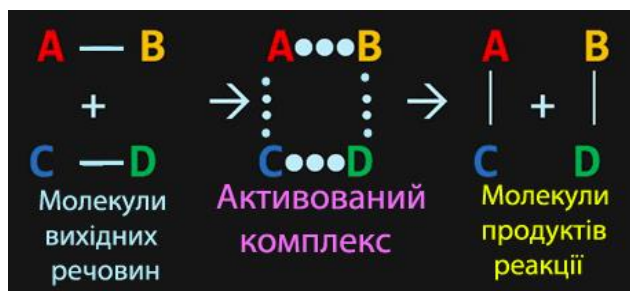 A — B A•••B A B
+ → → +
C — D C•••D C D
Молекули вихідних речовин
Активований комплекс
Молекули продуктів реакції